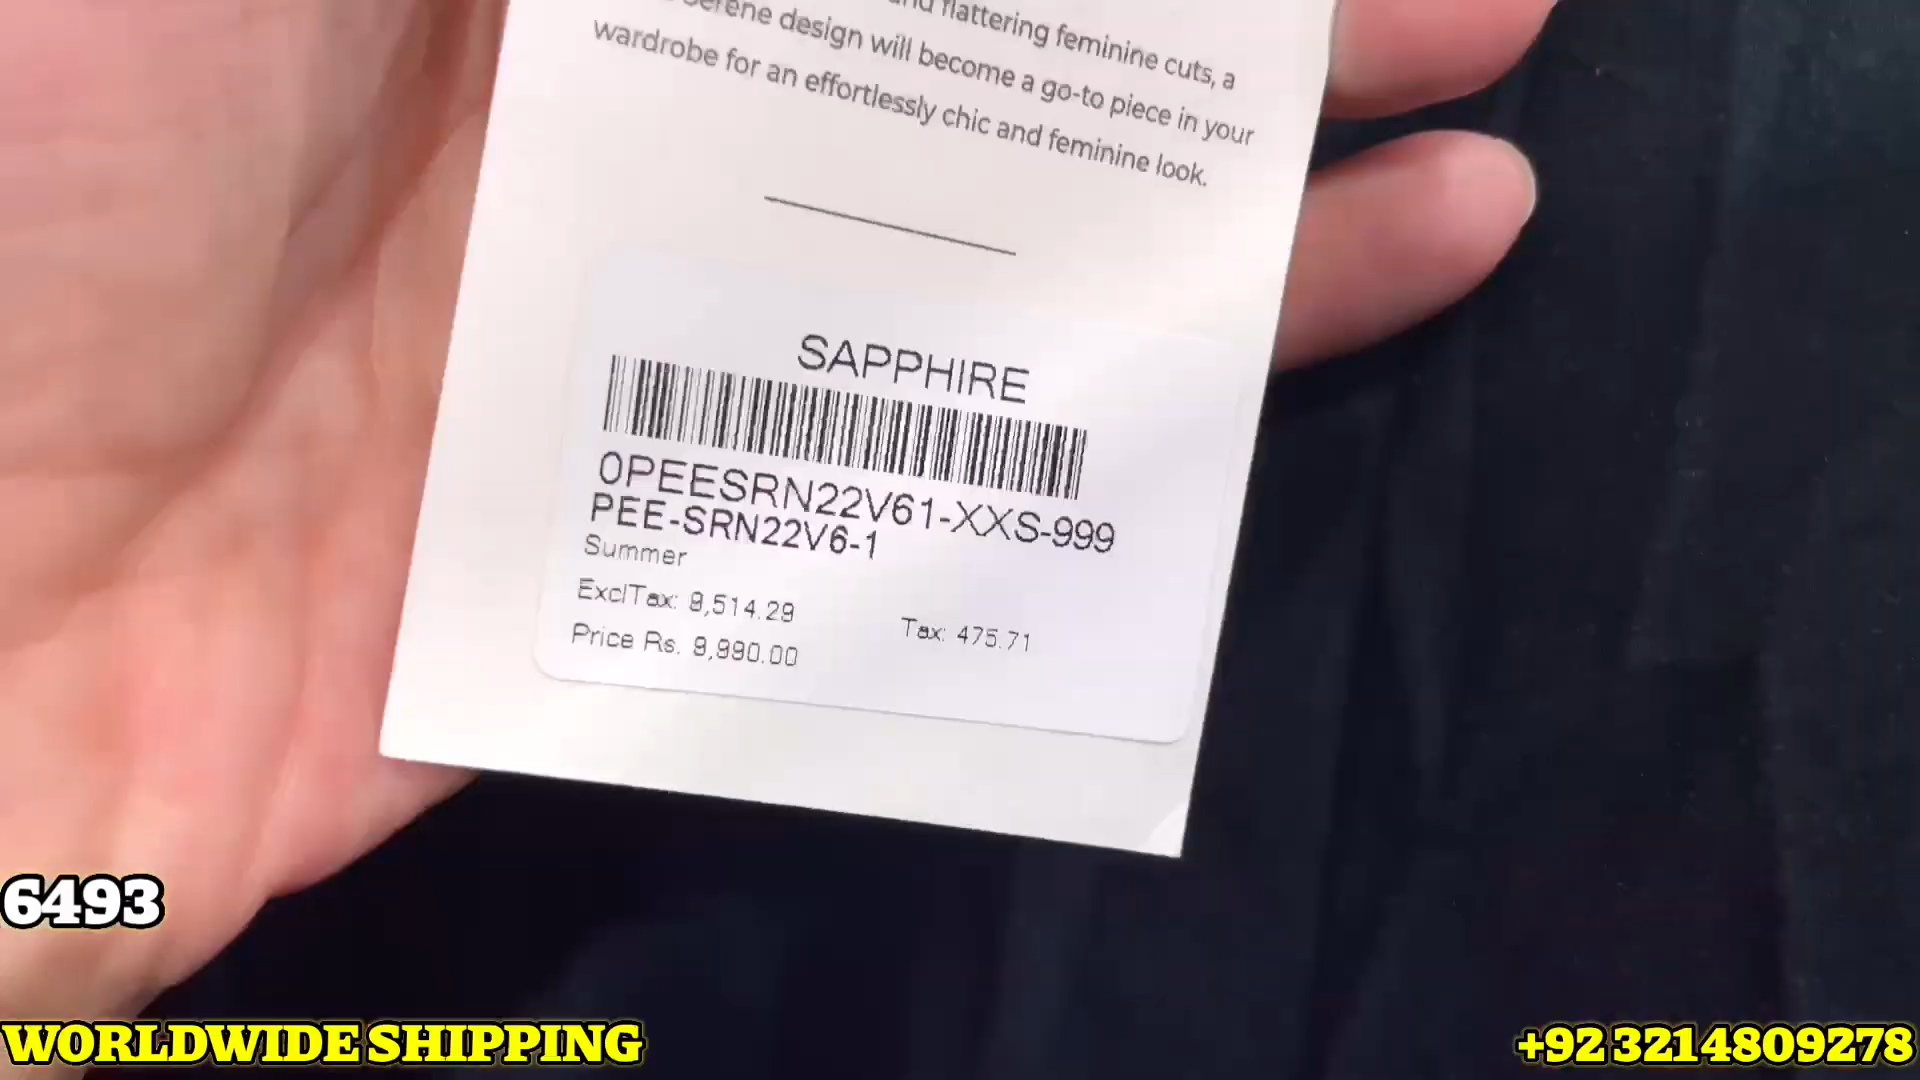 flattering feminine cuts, a
Serene design will become a go-to piece in your
wardrobe for an effortlessly chic and feminine look.
SAPPHIRE
0PEESRN22V61-XXS-999
PEE-SRN22V6-1
Summer
ExclTax: 9,514.29 Tax: 475.71
Price Rs. 9,990.00
6493
WORLDWIDE SHIPPING
+92 3214809278